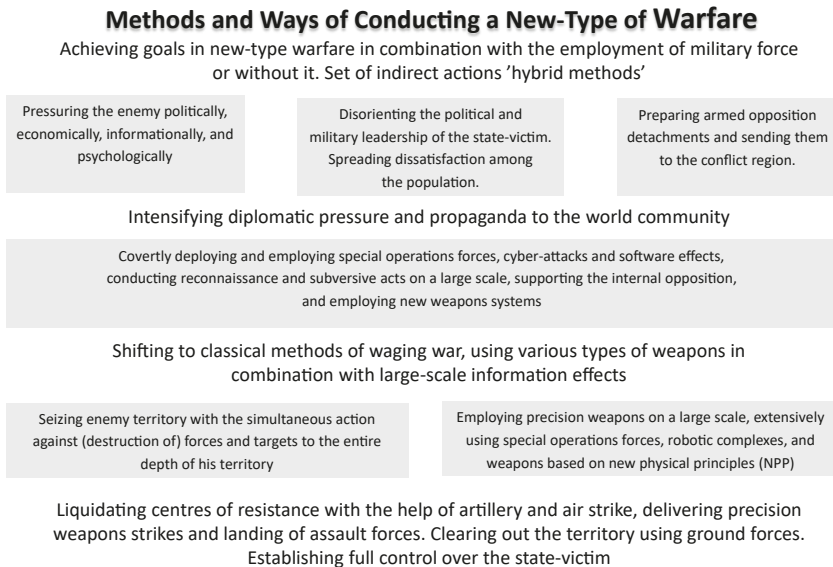 Methods and Ways of Conducting a New-Type of Warfare
Achieving goals in new-type warfare in combination with the employment of military force
or without it. Set of indirect actions 'hybrid methods'
Pressuring the enemy politically,
economically, informationally, and
psychologically
Disorienting the political and
military leadership of the state-victim.
Spreading dissatisfaction among
the population.
Preparing armed opposition
detachments and sending them
to the conflict region.
Intensifying diplomatic pressure and propaganda to the world community
Covertly deploying and employing special operations forces, cyber-attacks and software effects,
conducting reconnaissance and subversive acts on a large scale, supporting the internal opposition,
and employing new weapons systems
Shifting to classical methods of waging war, using various types of weapons in
combination with large-scale information effects
Seizing enemy territory with the simultaneous action
against (destruction of) forces and targets to the entire
depth of his territory
Employing precision weapons on a large scale, extensively
using special operations forces, robotic complexes, and
weapons based on new physical principles (NPP)
Liquidating centres of resistance with the help of artillery and air strike, delivering precision
weapons strikes and landing of assault forces. Clearing out the territory using ground forces.
Establishing full control over the state-victim